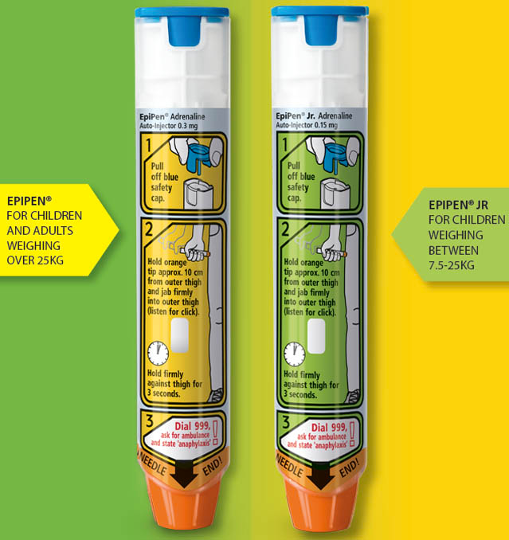 EPIPEN®
FOR CHILDREN
AND ADULTS
WEIGHING
OVER 25KG
EpiPen® Adrenaline
Auto-Injector 0.3 mg
1
Pull
off blue
safety
cap.
2
Hold orange
tip approx. 10 cm
from outer thigh
and jab firmly
into outer thigh
(listen for click).
Hold firmly
against thigh for
3 seconds.
3
Dial 999,
ask for ambulance
and state 'anaphylaxis'
!
NEEDLE END!
EpiPen® Jr. Adrenaline
Auto-Injector 0.15 mg
1
Pull
off blue
safety
cap.
2
Hold orange
tip approx. 10 cm
from outer thigh
and jab firmly
into outer thigh
(listen for click).
Hold firmly
against thigh for
3 seconds.
3
Dial 999,
ask for ambulance
and state 'anaphylaxis'
!
NEEDLE END!
EPIPEN® JR
FOR CHILDREN
WEIGHING
BETWEEN
7.5-25KG